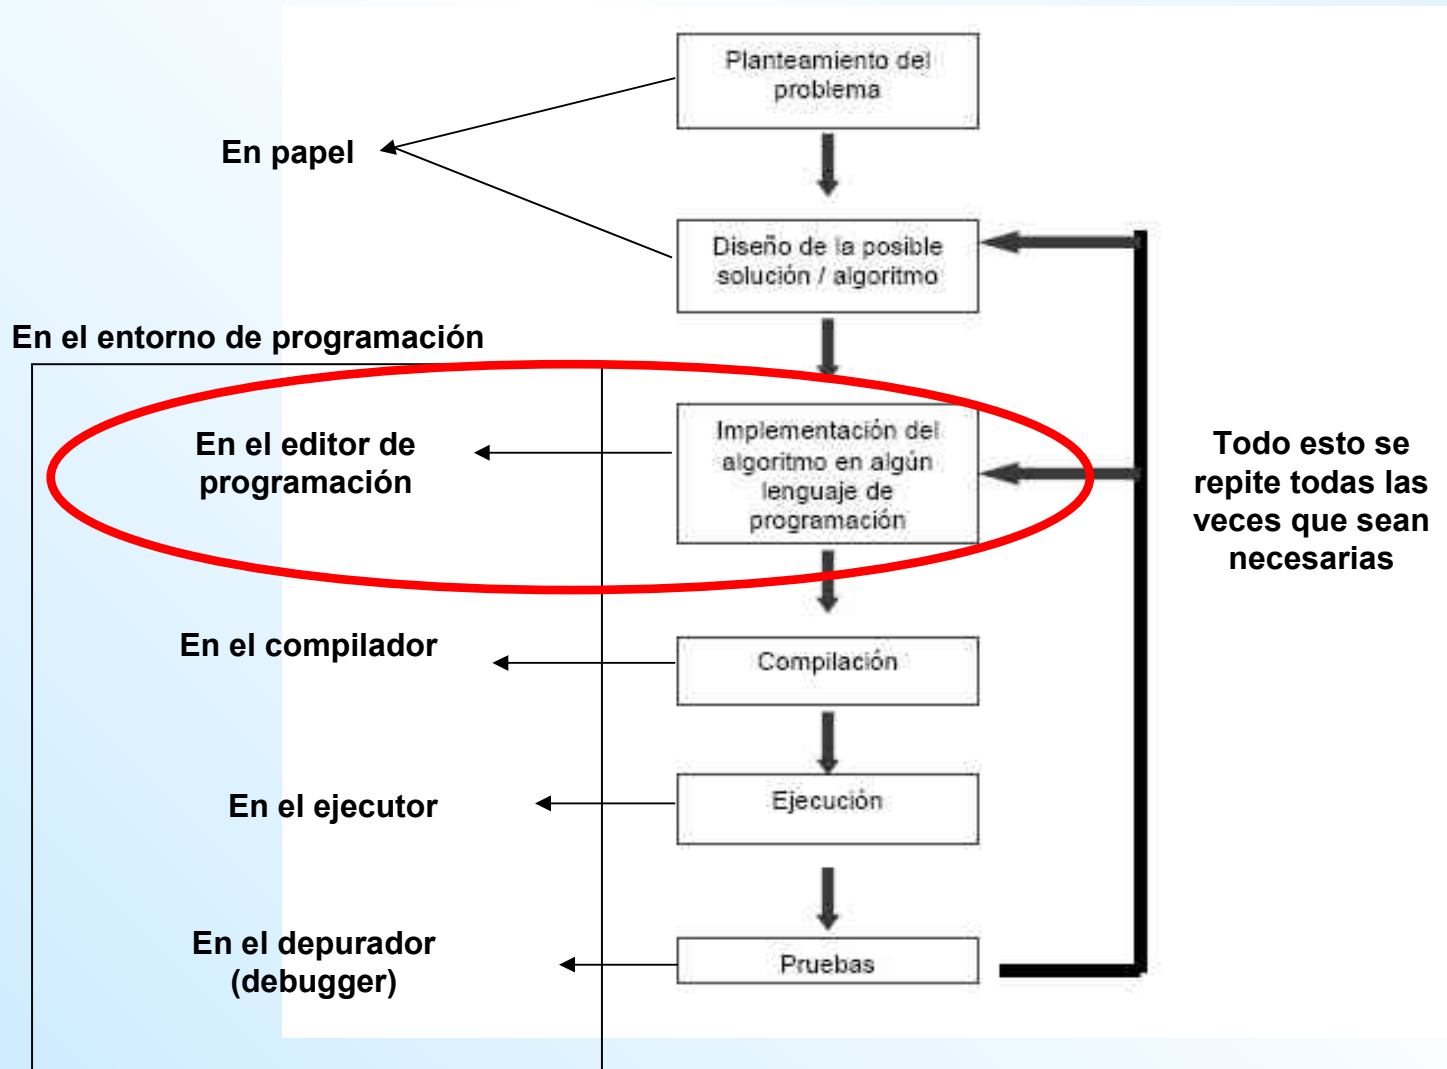 Planteamiento del
problema
En papel
Diseño de la posible
solución / algoritmo
En el entorno de programación
En el editor de
programación
Implementación del
algoritmo en algún
lenguaje de
programación
Todo esto se
repite todas las
veces que sean
necesarias
En el compilador
Compilación
En el ejecutor
Ejecución
En el depurador
(debugger)
Pruebas